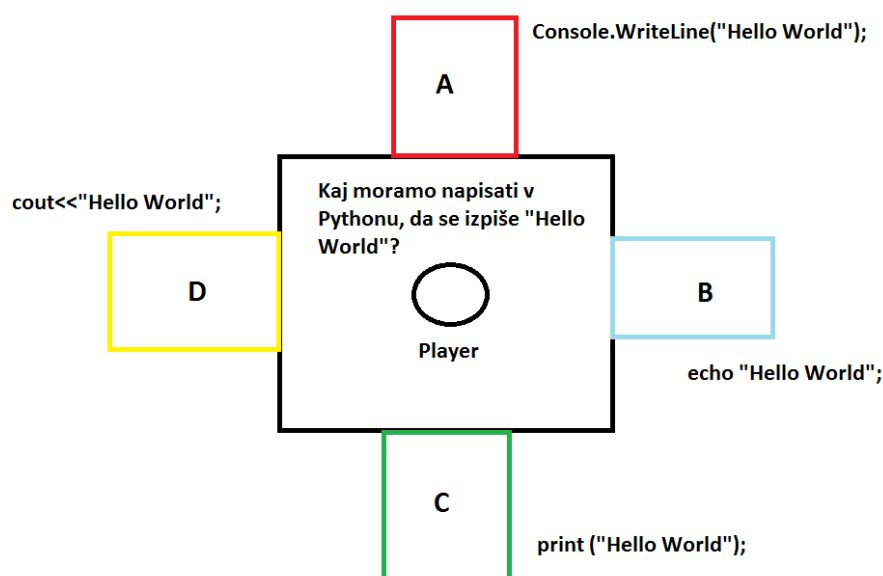 Console.WriteLine("Hello World");
A
Kaj moramo napisati v
Pythonu, da se izpiše "Hello
World"?
cout<<"Hello World";
D
B
Player
echo "Hello World";
C
print ("Hello World");